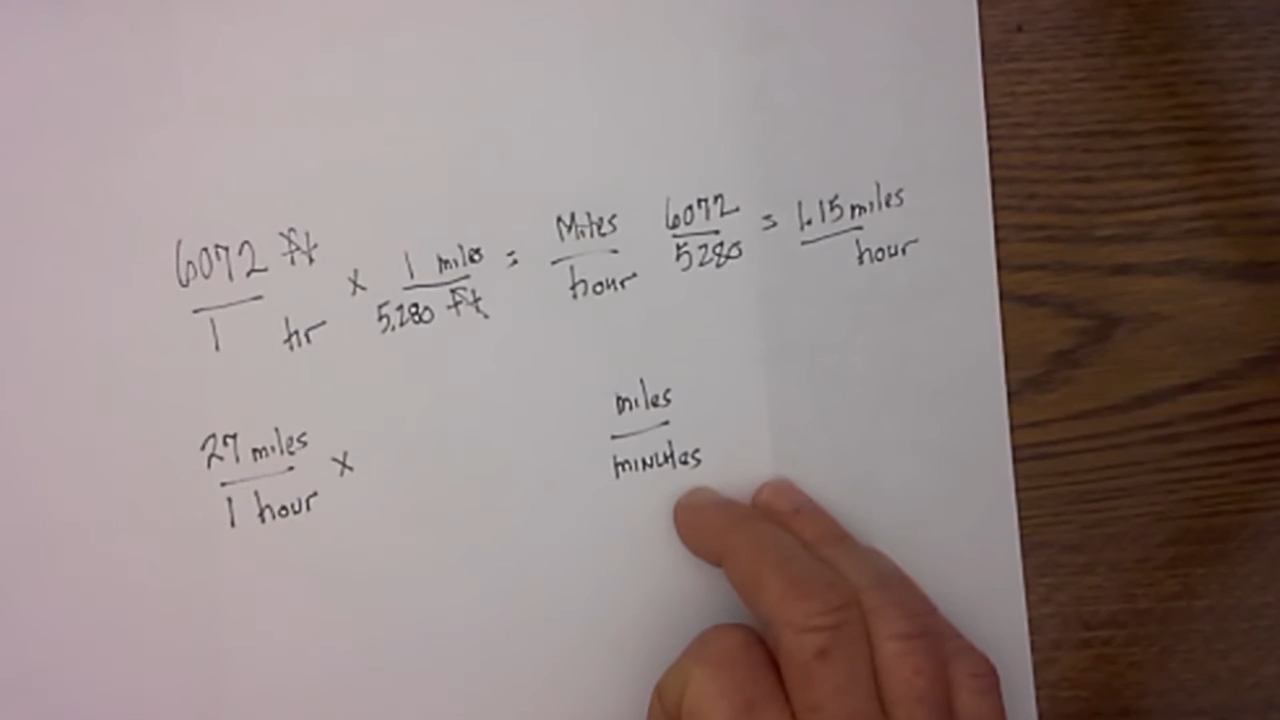 6072 ft × 1 miles = Miles 6072 = 1.15 miles
1 hr 5,280 ft hour 5280 hour
27 miles × miles
1 hour minutes